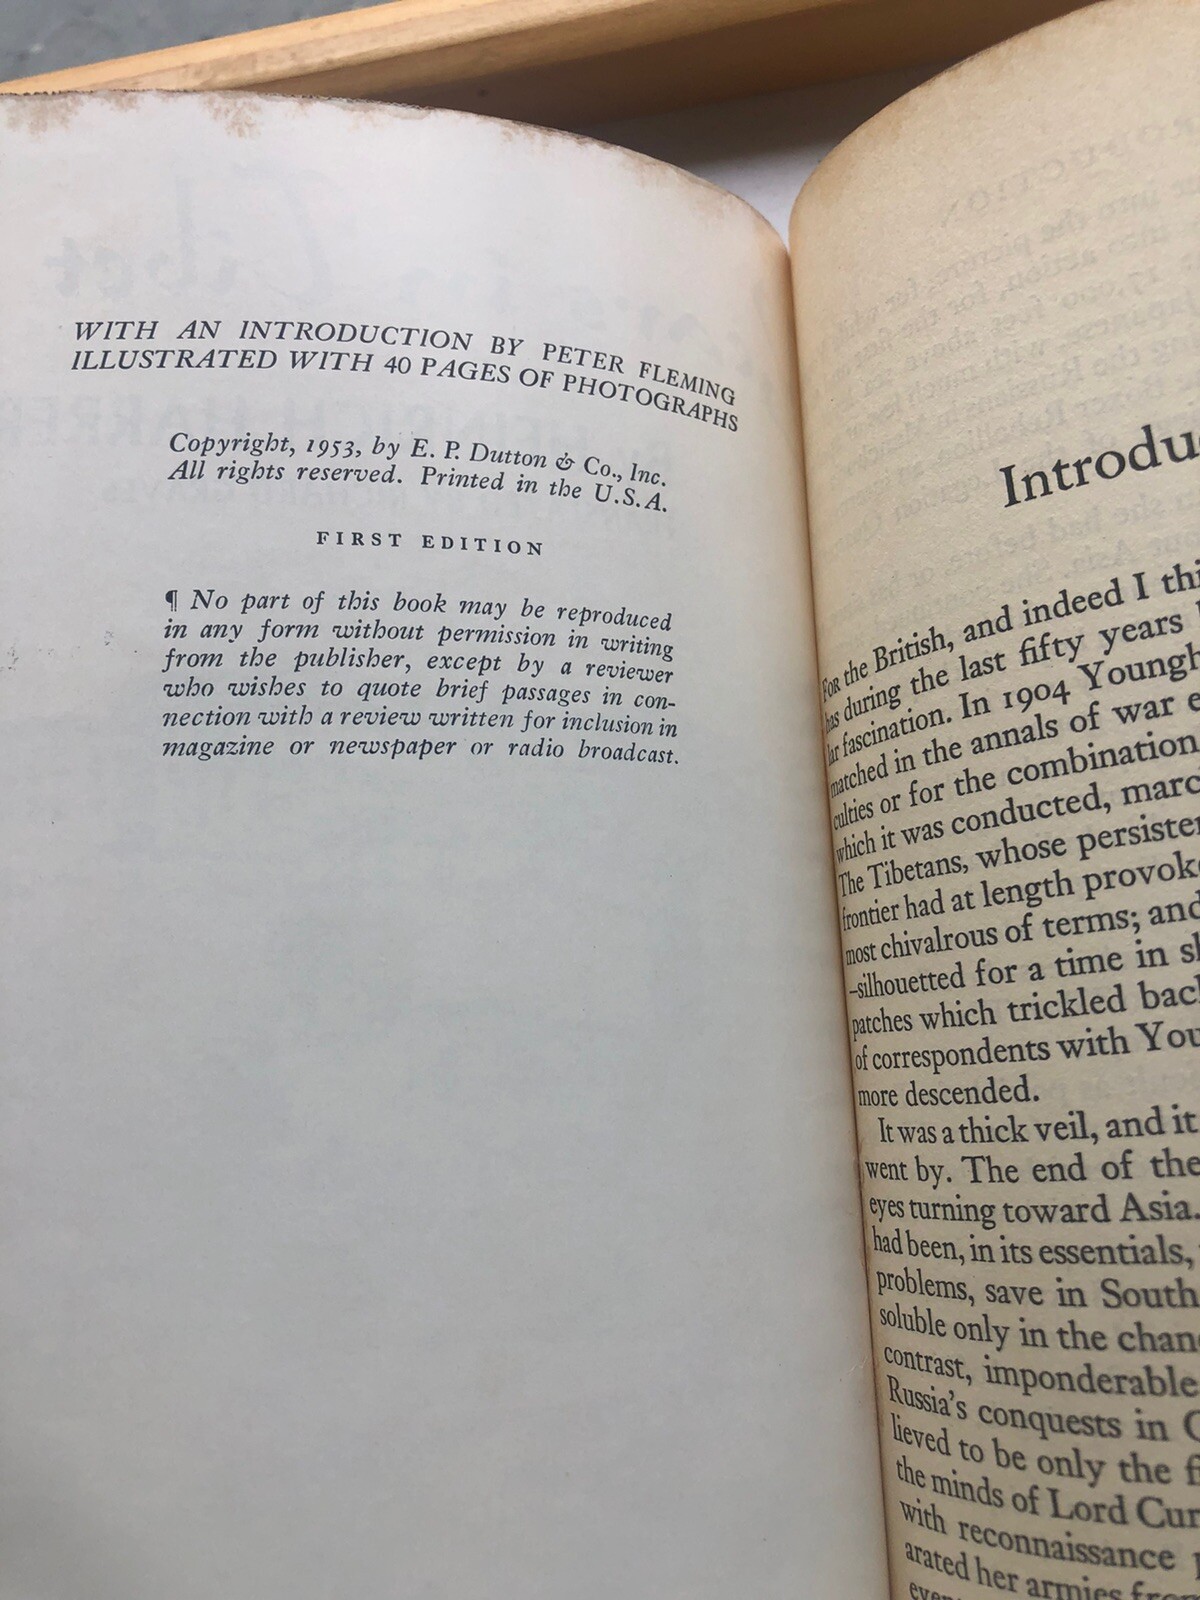 WITH AN INTRODUCTION BY PETER FLEMING
ILLUSTRATED WITH 40 PAGES OF PHOTOGRAPHS
Copyright, 1953, by E. P. Dutton & Co., Inc.
All rights reserved. Printed in the U.S.A.
FIRST EDITION
¶ No part of this book may be reproduced
in any form without permission in writing
from the publisher, except by a reviewer
who wishes to quote brief passages in con-
nection with a review written for inclusion in
magazine or newspaper or radio broadcast.
Introdu
FOR the British, and indeed I thi
has during the last fifty years
lar fascination. In 1904 Youngh
matched in the annals of war e
culties or for the combination
which it was conducted, marc
The Tibetans, whose persisten
frontier had at length provok
most chivalrous of terms; and
–silhouetted for a time in sl
patches which trickled bac
of correspondents with You
more descended.
It was a thick veil, and it
went by. The end of the
eyes turning toward Asia.
had been, in its essentials,
problems, save in South
soluble only in the chan
contrast, imponderable
Russia's conquests in C
lieved to be only the fi
the minds of Lord Cur
with reconnaissance
arated her armies from